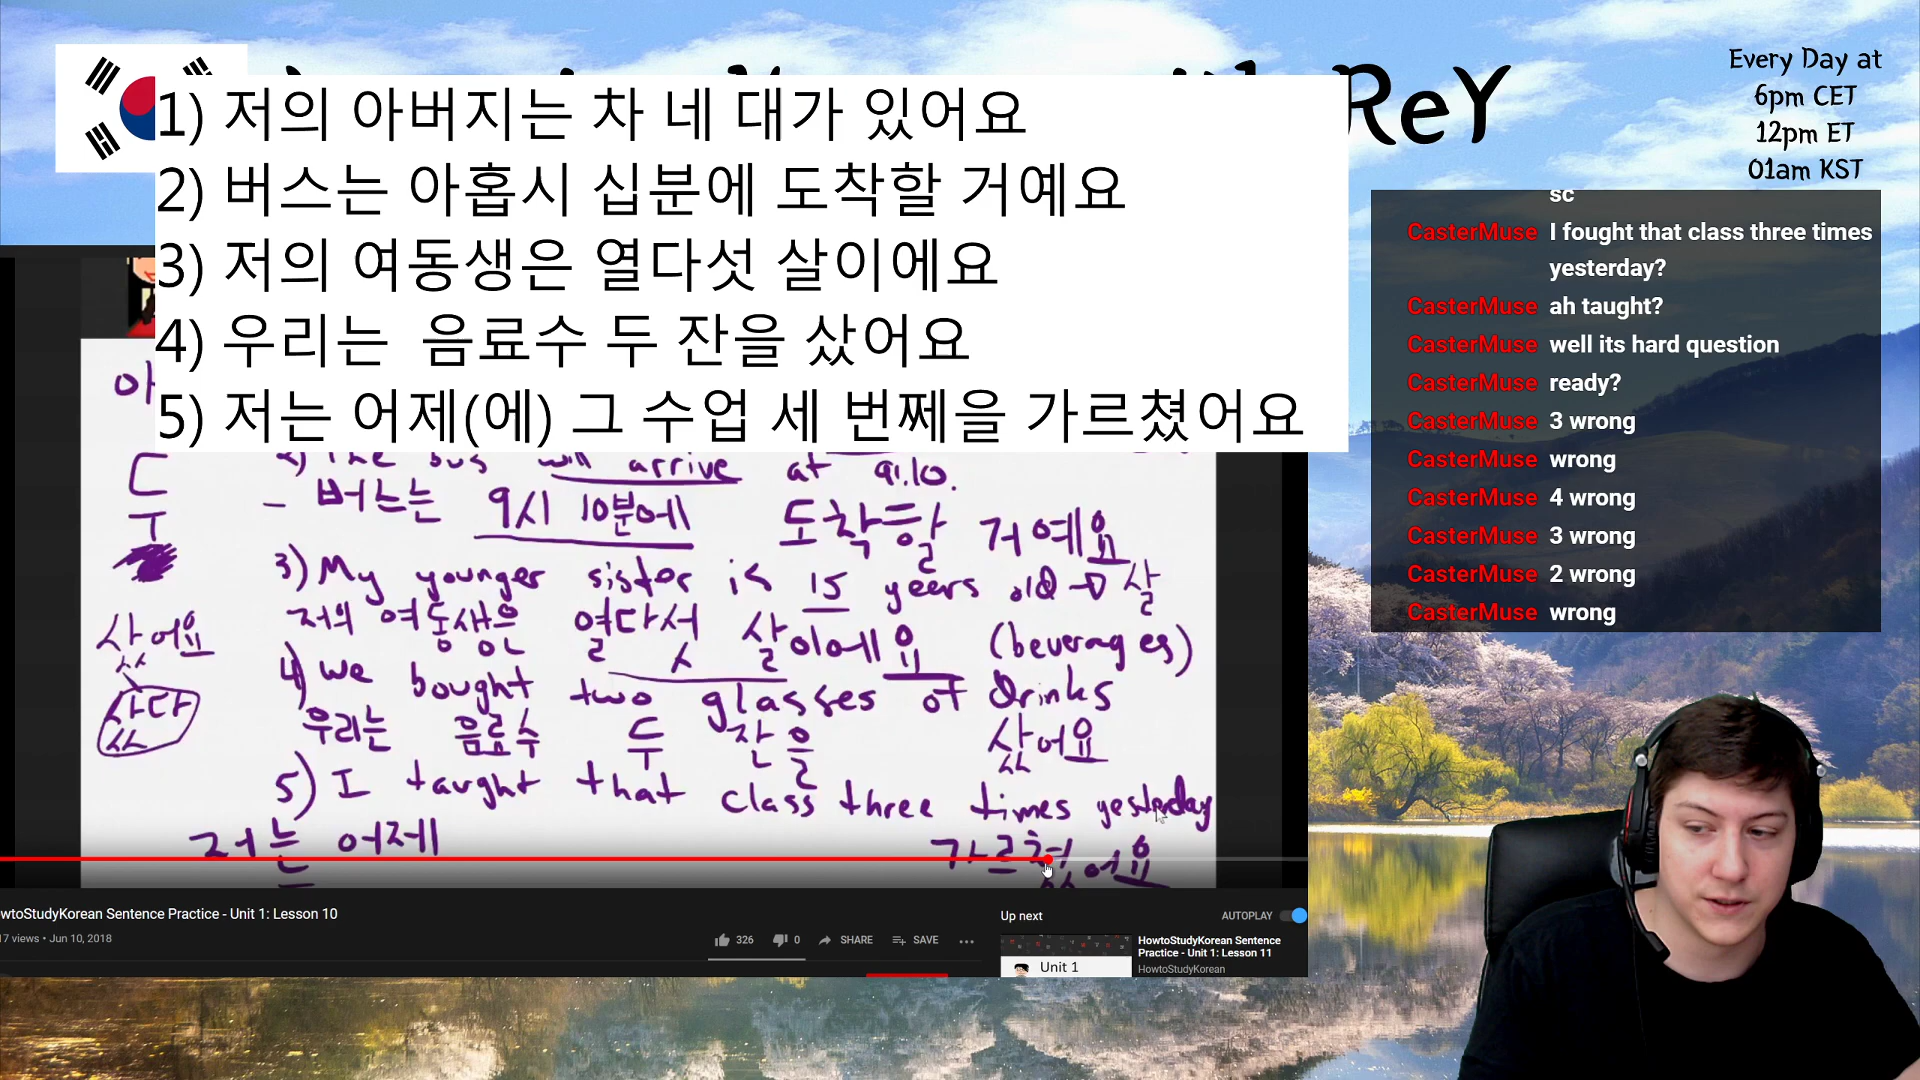 ReY
Every Day at
6pm CET
12pm ET
01am KST
1) 저의 아버지는 차 네 대가 있어요
2) 버스는 아홉시 십분에 도착할 거예요
3) 저의 여동생은 열다섯 살이에요
4) 우리는 음료수 두 잔을 샀어요
5) 저는 어제(에) 그 수업 세 번째을 가르쳤어요
sc
CasterMuse I fought that class three times
yesterday?
CasterMuse ah taught?
CasterMuse well its hard question
CasterMuse ready?
CasterMuse 3 wrong
CasterMuse wrong
CasterMuse 4 wrong
CasterMuse 3 wrong
CasterMuse 2 wrong
CasterMuse wrong
bus will arrive at 9:10.
- 버스는 9시 10분에 도착할 거예요
3) My younger sister is 15 years old → 살
저의 여동생은 열다섯 살이에요 (beverages)
4) we bought two glasses of drinks
우리는 음료수 두 잔을 샀어요
5) I taught that class three times yesterday
저는 어제 가르쳤어요
두
샀어요
사다
howtoStudyKorean Sentence Practice - Unit 1: Lesson 10
17 views • Jun 10, 2018
326
0
SHARE
SAVE
Up next
AUTOPLAY
Unit 1
HowtoStudyKorean Sentence
Practice - Unit 1: Lesson 11
HowtoStudyKorean